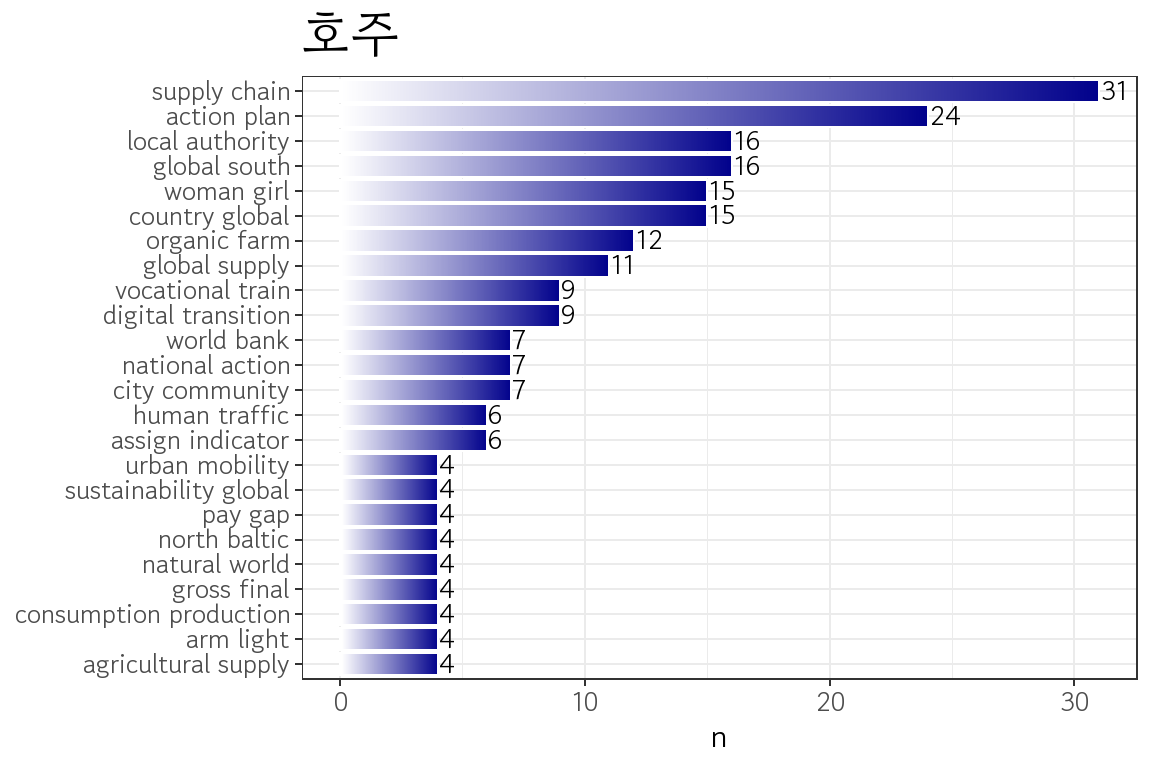 호주
supply chain 31
action plan 24
local authority 16
global south 16
woman girl 15
country global 15
organic farm 12
global supply 11
vocational train 9
digital transition 9
world bank 7
national action 7
city community 7
human traffic 6
assign indicator 6
urban mobility 4
sustainability global 4
pay gap 4
north baltic 4
natural world 4
gross final 4
consumption production 4
arm light 4
agricultural supply 4
0 10 20 30
n